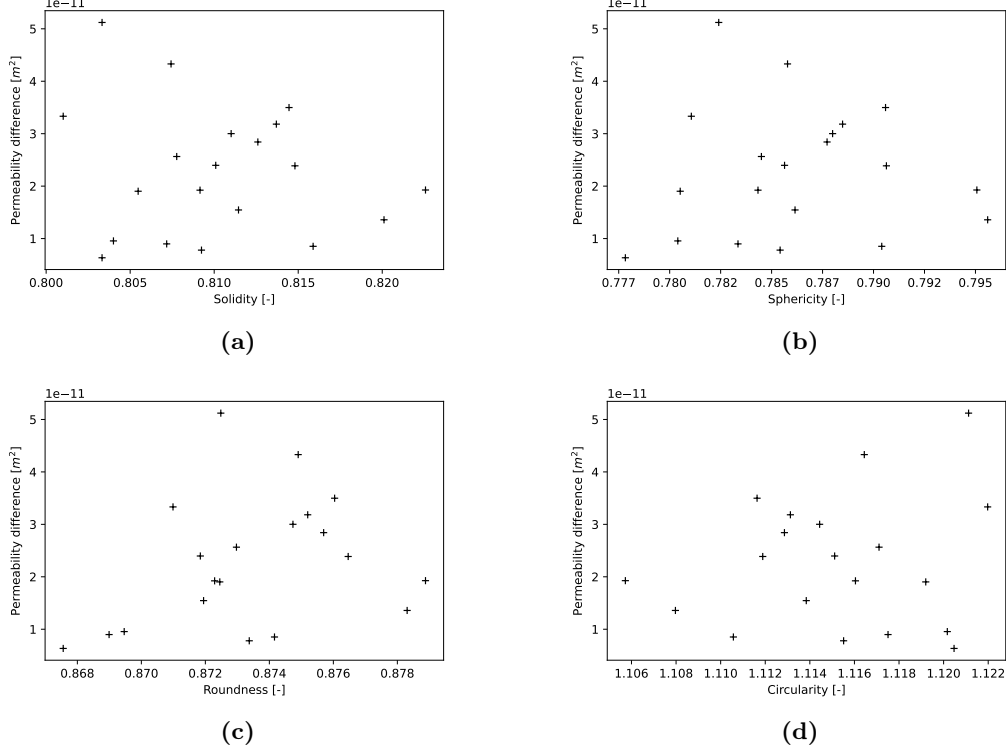 1e−11
1e−11
5
4
3
2
1
Permeability difference [m²]
0.800 0.805 0.810 0.815 0.820
Solidity [-]
5
4
3
2
1
Permeability difference [m²]
0.777 0.780 0.782 0.785 0.787 0.790 0.792 0.795
Sphericity [-]
(a)
(b)
1e−11
1e−11
5
4
3
2
1
Permeability difference [m²]
0.868 0.870 0.872 0.874 0.876 0.878
Roundness [-]
5
4
3
2
1
Permeability difference [m²]
1.106 1.108 1.110 1.112 1.114 1.116 1.118 1.120 1.122
Circularity [-]
(c)
(d)